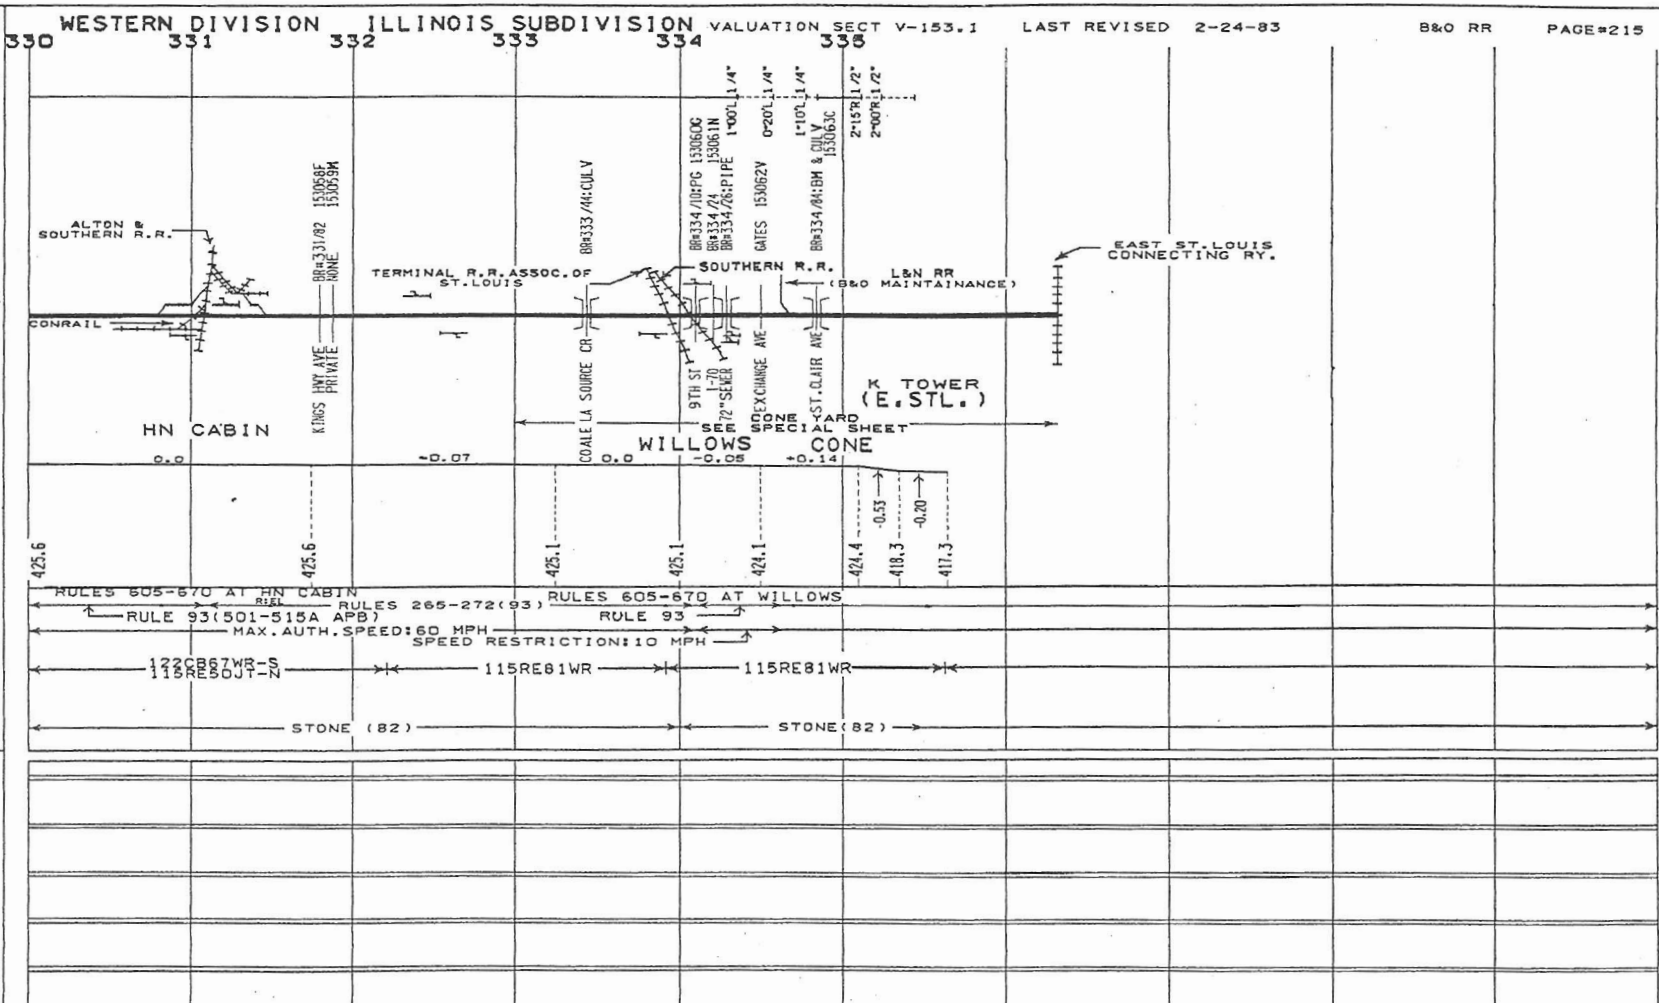 WESTERN DIVISION ILLINOIS SUBDIVISION VALUATION SECT V-153.1 LAST REVISED 2-24-83 B&O RR PAGE#215
330 331 332 333 334 335
1°00'L 1/4"
0°20'L 1/4"
1°10'L 1/4"
2°15'R 1/2"
2°00'R 1/2"
ALTON &
SOUTHERN R.R.
CONRAIL
KINGS HWY AVE BR#331/82 153058F
PRIVATE NONE 153059M
TERMINAL R.R.ASSOC.OF
ST.LOUIS
COALE LA SOURCE CR BR#333/44:CULV
9TH ST BR#334/10:PG 153060G
I-70 BR#334/24 153061N
72"SEWER BR#334/26:PIPE
SOUTHERN R.R.
EXCHANGE AVE GATES 153062V
L&N RR
(B&O MAINTAINANCE)
ST.CLAIR AVE BR#334/84:BM & CULV
153063C
EAST ST.LOUIS
CONNECTING RY.
K TOWER
(E.STL.)
CONE YARD
SEE SPECIAL SHEET
HN CABIN WILLOWS CONE
0.0 -0.07 0.0 -0.05 +0.14 -0.53 -0.20
425.6 425.6 425.1 425.1 424.1 424.4 418.3 417.3
RULES 605-670 AT HN CABIN RULES 605-670 AT WILLOWS
RULES 265-272(93)
RULE 93(501-515A APB) RULE 93
MAX.AUTH.SPEED:60 MPH
SPEED RESTRICTION:10 MPH
122CB67WR-S
115RE50JT-N 115RE81WR 115RE81WR
STONE (82) STONE(82)